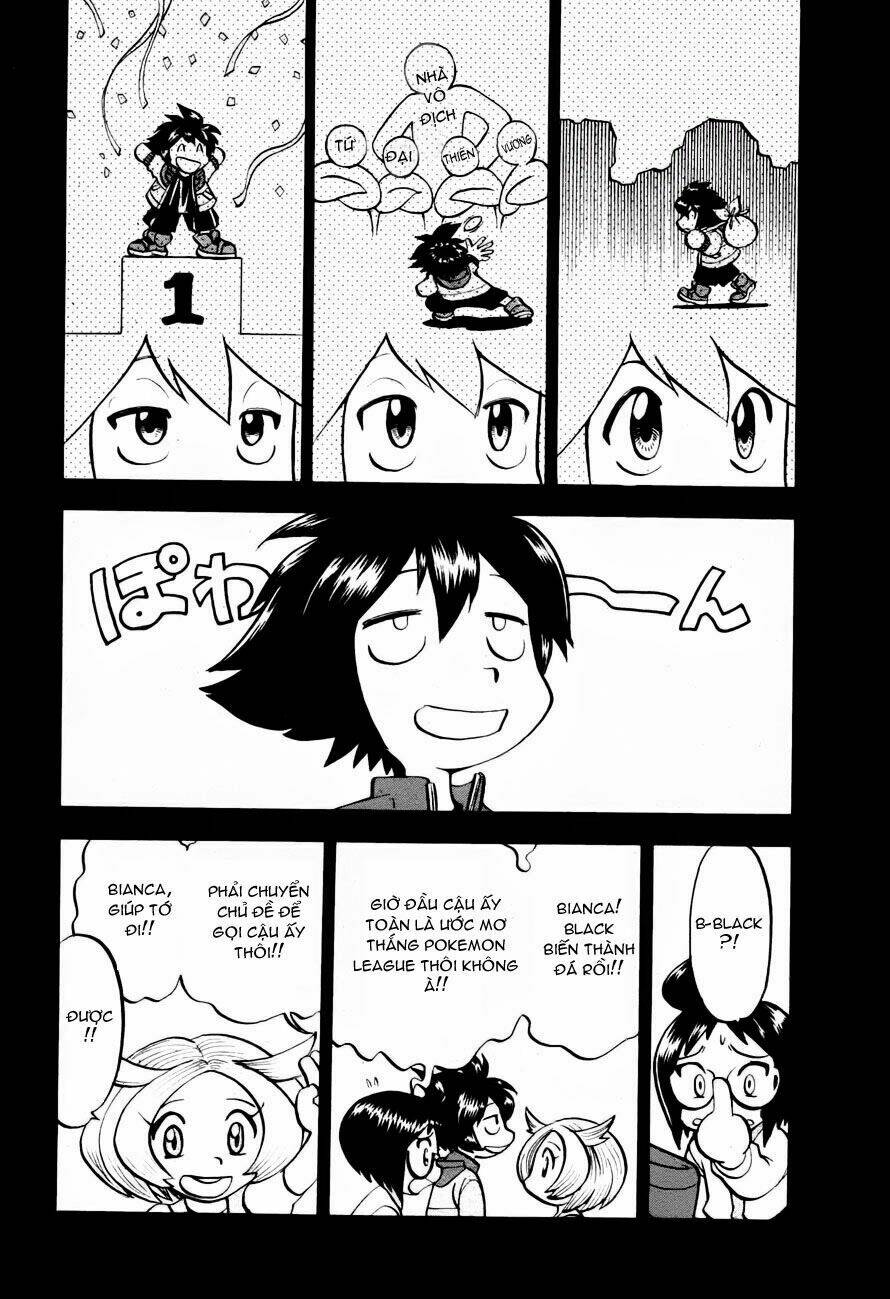 NHÀ
VÔ
ĐỊCH
TỨ
ĐẠI
THIÊN
VƯƠNG
1
ぽわ〜ん
B-BLACK
?!
BIANCA!
BLACK
BIẾN THÀNH
ĐÁ RỒI!!
GIỜ ĐẦU CẬU ẤY
TOÀN LÀ ƯỚC MƠ
THẮNG POKEMON
LEAGUE THÔI KHÔNG
À!!
PHẢI CHUYỂN
CHỦ ĐỀ ĐỂ
GỌI CẬU ẤY
THÔI!!
BIANCA,
GIÚP TỚ
ĐI!!
ĐƯỢC
!!